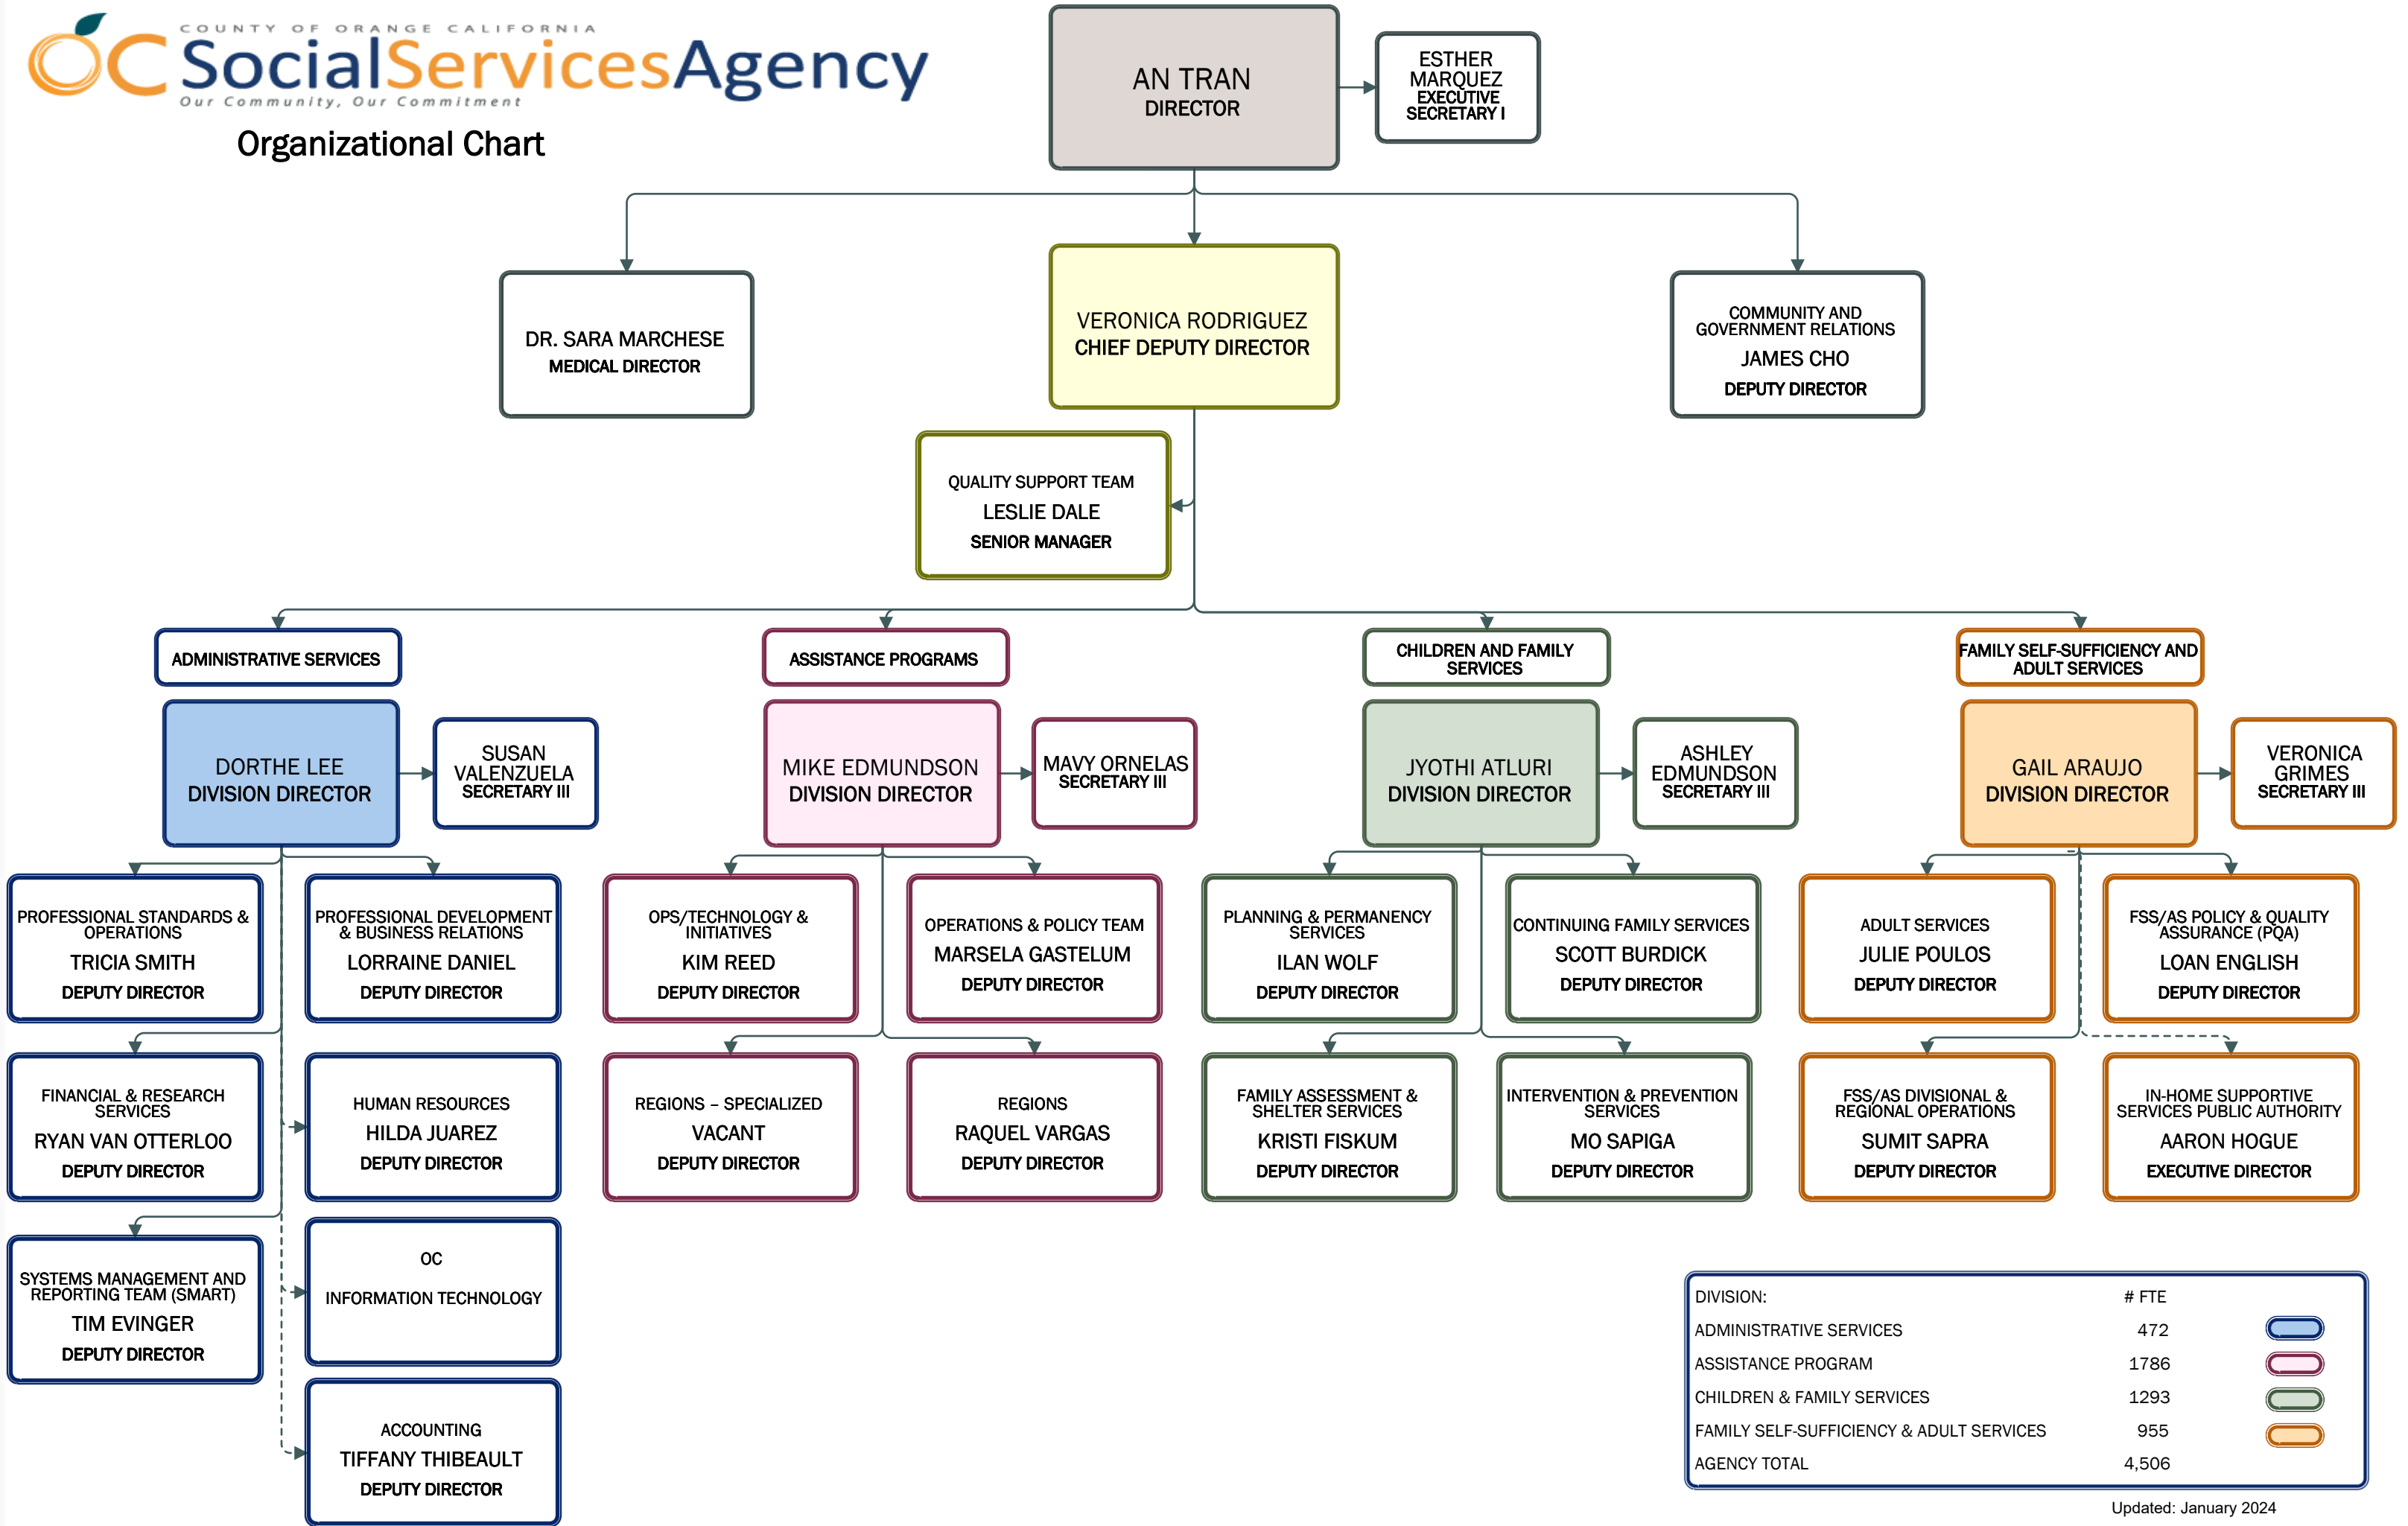 COUNTY OF ORANGE CALIFORNIA
OC SocialServicesAgency
Our Community, Our Commitment
Organizational Chart
AN TRAN
DIRECTOR
ESTHER
MARQUEZ
EXECUTIVE
SECRETARY I
DR. SARA MARCHESE
MEDICAL DIRECTOR
VERONICA RODRIGUEZ
CHIEF DEPUTY DIRECTOR
COMMUNITY AND
GOVERNMENT RELATIONS
JAMES CHO
DEPUTY DIRECTOR
QUALITY SUPPORT TEAM
LESLIE DALE
SENIOR MANAGER
ADMINISTRATIVE SERVICES
ASSISTANCE PROGRAMS
CHILDREN AND FAMILY
SERVICES
FAMILY SELF-SUFFICIENCY AND
ADULT SERVICES
DORTHE LEE
DIVISION DIRECTOR
SUSAN
VALENZUELA
SECRETARY III
MIKE EDMUNDSON
DIVISION DIRECTOR
MAVY ORNELAS
SECRETARY III
JYOTHI ATLURI
DIVISION DIRECTOR
ASHLEY
EDMUNDSON
SECRETARY III
GAIL ARAUJO
DIVISION DIRECTOR
VERONICA
GRIMES
SECRETARY III
PROFESSIONAL STANDARDS &
OPERATIONS
TRICIA SMITH
DEPUTY DIRECTOR
PROFESSIONAL DEVELOPMENT
& BUSINESS RELATIONS
LORRAINE DANIEL
DEPUTY DIRECTOR
OPS/TECHNOLOGY &
INITIATIVES
KIM REED
DEPUTY DIRECTOR
OPERATIONS & POLICY TEAM
MARSELA GASTELUM
DEPUTY DIRECTOR
PLANNING & PERMANENCY
SERVICES
ILAN WOLF
DEPUTY DIRECTOR
CONTINUING FAMILY SERVICES
SCOTT BURDICK
DEPUTY DIRECTOR
ADULT SERVICES
JULIE POULOS
DEPUTY DIRECTOR
FSS/AS POLICY & QUALITY
ASSURANCE (PQA)
LOAN ENGLISH
DEPUTY DIRECTOR
FINANCIAL & RESEARCH
SERVICES
RYAN VAN OTTERLOO
DEPUTY DIRECTOR
HUMAN RESOURCES
HILDA JUAREZ
DEPUTY DIRECTOR
REGIONS – SPECIALIZED
VACANT
DEPUTY DIRECTOR
REGIONS
RAQUEL VARGAS
DEPUTY DIRECTOR
FAMILY ASSESSMENT &
SHELTER SERVICES
KRISTI FISKUM
DEPUTY DIRECTOR
INTERVENTION & PREVENTION
SERVICES
MO SAPIGA
DEPUTY DIRECTOR
FSS/AS DIVISIONAL &
REGIONAL OPERATIONS
SUMIT SAPRA
DEPUTY DIRECTOR
IN-HOME SUPPORTIVE
SERVICES PUBLIC AUTHORITY
AARON HOGUE
EXECUTIVE DIRECTOR
SYSTEMS MANAGEMENT AND
REPORTING TEAM (SMART)
TIM EVINGER
DEPUTY DIRECTOR
OC
INFORMATION TECHNOLOGY
ACCOUNTING
TIFFANY THIBEAULT
DEPUTY DIRECTOR
DIVISION: # FTE
ADMINISTRATIVE SERVICES 472
ASSISTANCE PROGRAM 1786
CHILDREN & FAMILY SERVICES 1293
FAMILY SELF-SUFFICIENCY & ADULT SERVICES 955
AGENCY TOTAL 4,506
Updated: January 2024